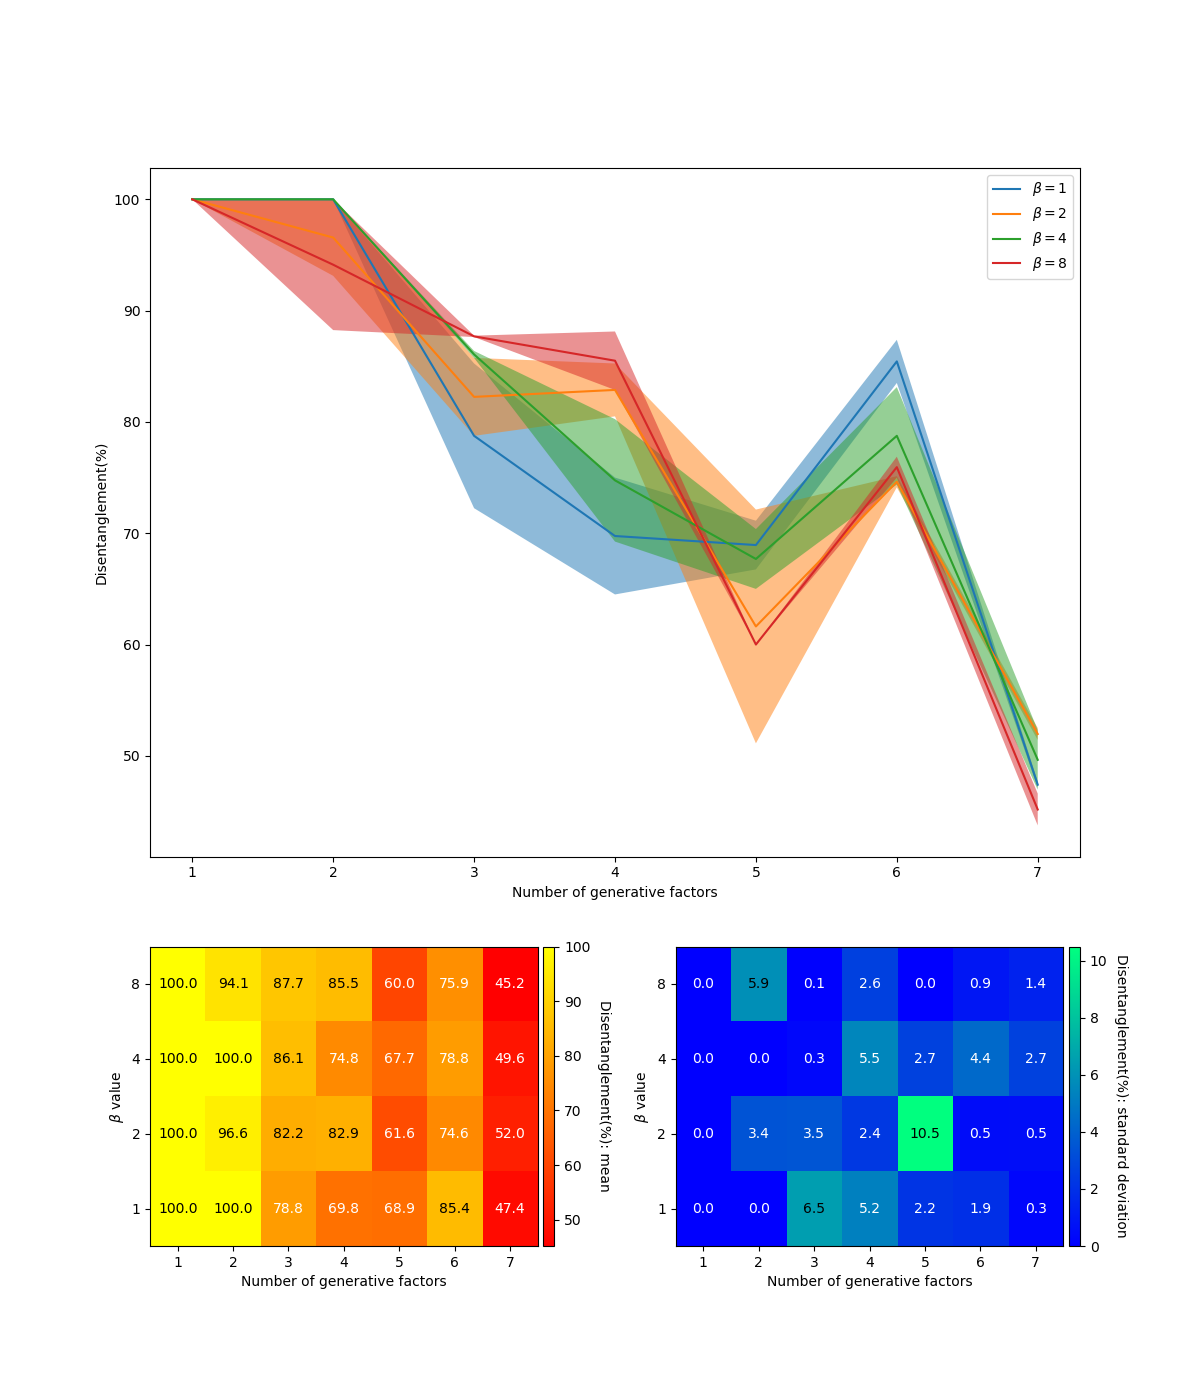 100
90
80
70
60
50
Disentanglement(%)
β = 1
β = 2
β = 4
β = 8
1 2 3 4 5 6 7
Number of generative factors
β value
8 100.0 94.1 87.7 85.5 60.0 75.9 45.2
4 100.0 100.0 86.1 74.8 67.7 78.8 49.6
2 100.0 96.6 82.2 82.9 61.6 74.6 52.0
1 100.0 100.0 78.8 69.8 68.9 85.4 47.4
1 2 3 4 5 6 7
Number of generative factors
100
90
80
70
60
50
Disentanglement(%): mean
β value
8 0.0 5.9 0.1 2.6 0.0 0.9 1.4
4 0.0 0.0 0.3 5.5 2.7 4.4 2.7
2 0.0 3.4 3.5 2.4 10.5 0.5 0.5
1 0.0 0.0 6.5 5.2 2.2 1.9 0.3
1 2 3 4 5 6 7
Number of generative factors
10
8
6
4
2
0
Disentanglement(%): standard deviation